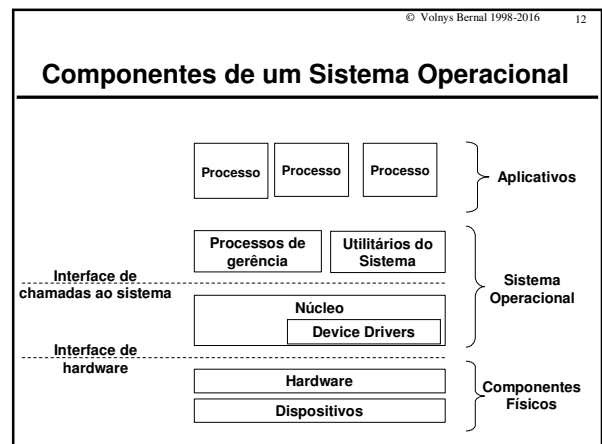 © Volnys Bernal 1998-2016 12
Componentes de um Sistema Operacional
Processo
Processo
Processo
Aplicativos
Processos de
gerência
Utilitários do
Sistema
Interface de
chamadas ao sistema
Sistema
Operacional
Núcleo
Device Drivers
Interface de
hardware
Hardware
Dispositivos
Componentes
Físicos